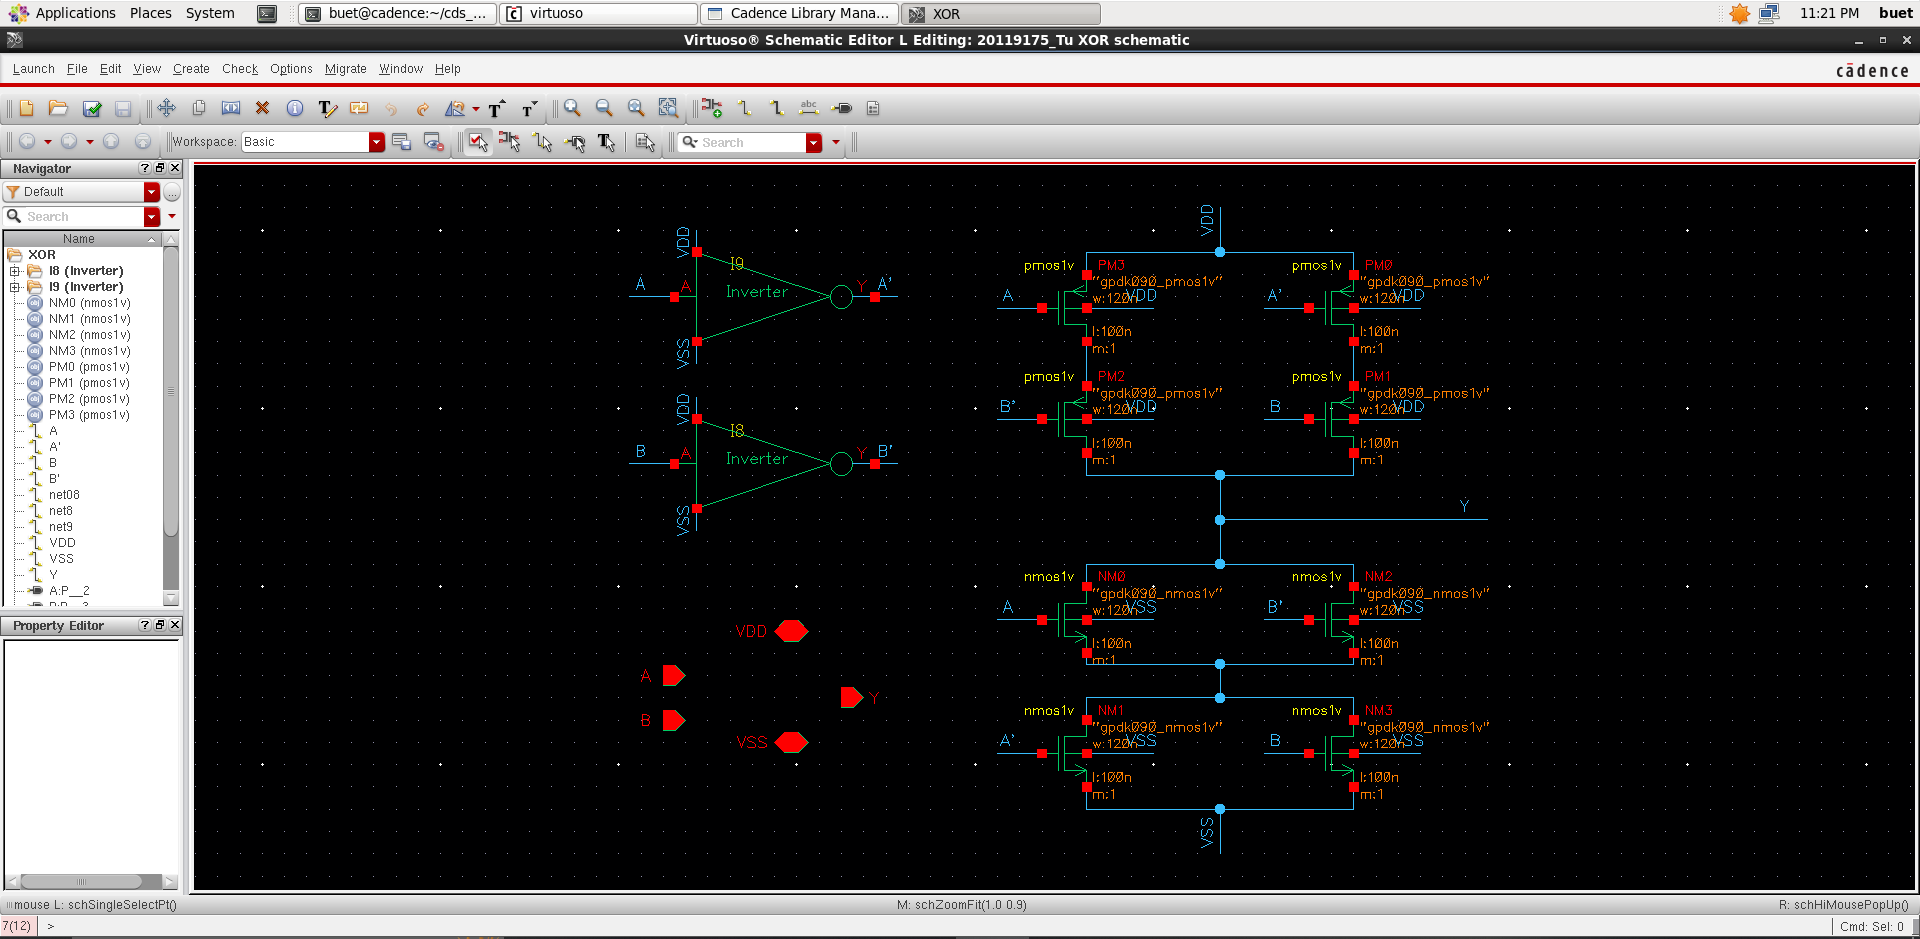 Applications Places System buet@cadence:~/cds_... virtuoso Cadence Library Mana... XOR 11:21 PM buet
Virtuoso® Schematic Editor L Editing: 20119175_Tu XOR schematic
Launch File Edit View Create Check Options Migrate Window Help cādence
Workspace: Basic Search
Navigator
Default
Search
Name
XOR
I8 (Inverter)
I9 (Inverter)
NM0 (nmos1v)
NM1 (nmos1v)
NM2 (nmos1v)
NM3 (nmos1v)
PM0 (pmos1v)
PM1 (pmos1v)
PM2 (pmos1v)
PM3 (pmos1v)
A
A'
B
B'
net08
net8
net9
VDD
VSS
Y
A:P__2
Property Editor
VDD
I9
A A Inverter Y A'
VSS
VDD
I8
B A Inverter Y B'
VSS
VDD
A
Y
B
VSS
VDD
pmos1v PM3
"gpdk090_pmos1v"
A w:120n VDD
l:100n
m:1
pmos1v PM0
"gpdk090_pmos1v"
A' w:120n VDD
l:100n
m:1
pmos1v PM2
"gpdk090_pmos1v"
B' w:120n VDD
l:100n
m:1
pmos1v PM1
"gpdk090_pmos1v"
B w:120n VDD
l:100n
m:1
Y
nmos1v NM0
"gpdk090_nmos1v"
A w:120n VSS
l:100n
m:1
nmos1v NM2
"gpdk090_nmos1v"
B' w:120n VSS
l:100n
m:1
nmos1v NM1
"gpdk090_nmos1v"
A' w:120n VSS
l:100n
m:1
nmos1v NM3
"gpdk090_nmos1v"
B w:120n VSS
l:100n
m:1
VSS
mouse L: schSingleSelectPt() M: schZoomFit(1.0 0.9) R: schHiMousePopUp()
7(12) > Cmd: Sel: 0